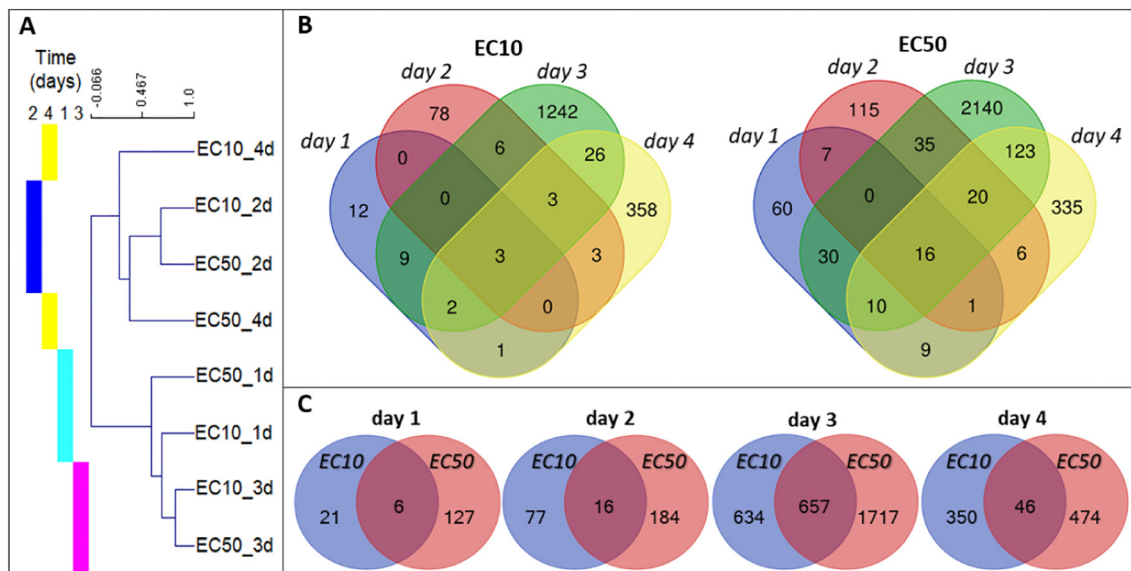 A
Time
(days)
2 4 1 3
-0.066
0.467
1.0
EC10_4d
EC10_2d
EC50_2d
EC50_4d
EC50_1d
EC10_1d
EC10_3d
EC50_3d
B
EC10
day 1
day 2
day 3
day 4
78
1242
0
6
26
12
0
3
358
9
3
3
2
0
1
EC50
day 1
day 2
day 3
day 4
115
2140
7
35
123
60
0
20
335
30
16
6
10
1
9
C
day 1
EC10 EC50
21 6 127
day 2
EC10 EC50
77 16 184
day 3
EC10 EC50
634 657 1717
day 4
EC10 EC50
350 46 474